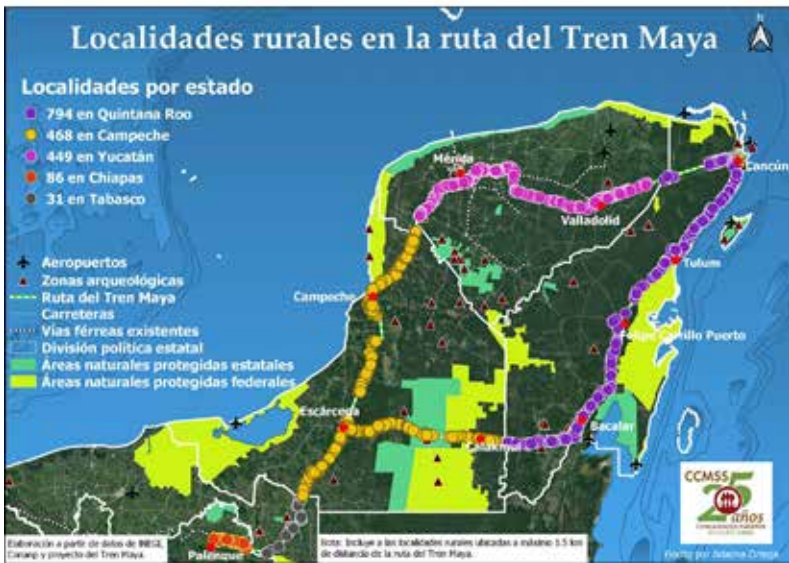 Localidades rurales en la ruta del Tren Maya
N
Localidades por estado
794 en Quintana Roo
468 en Campeche
449 en Yucatán
86 en Chiapas
31 en Tabasco
Aeropuertos
Zonas arqueológicas
Ruta del Tren Maya
Carreteras
Vías férreas existentes
División política estatal
Áreas naturales protegidas estatales
Áreas naturales protegidas federales
Mérida
Cancún
Valladolid
Tulum
Campeche
Felipe Carrillo Puerto
Escárcega
Bacalar
Calakmul
Palenque
CCMSS
25
años
Elaboración a partir de datos de INEGI,
Conanp y proyecto del Tren Maya.
Nota: Incluye a las localidades rurales ubicadas a máximo 1.5 km
de distancia de la ruta del Tren Maya.